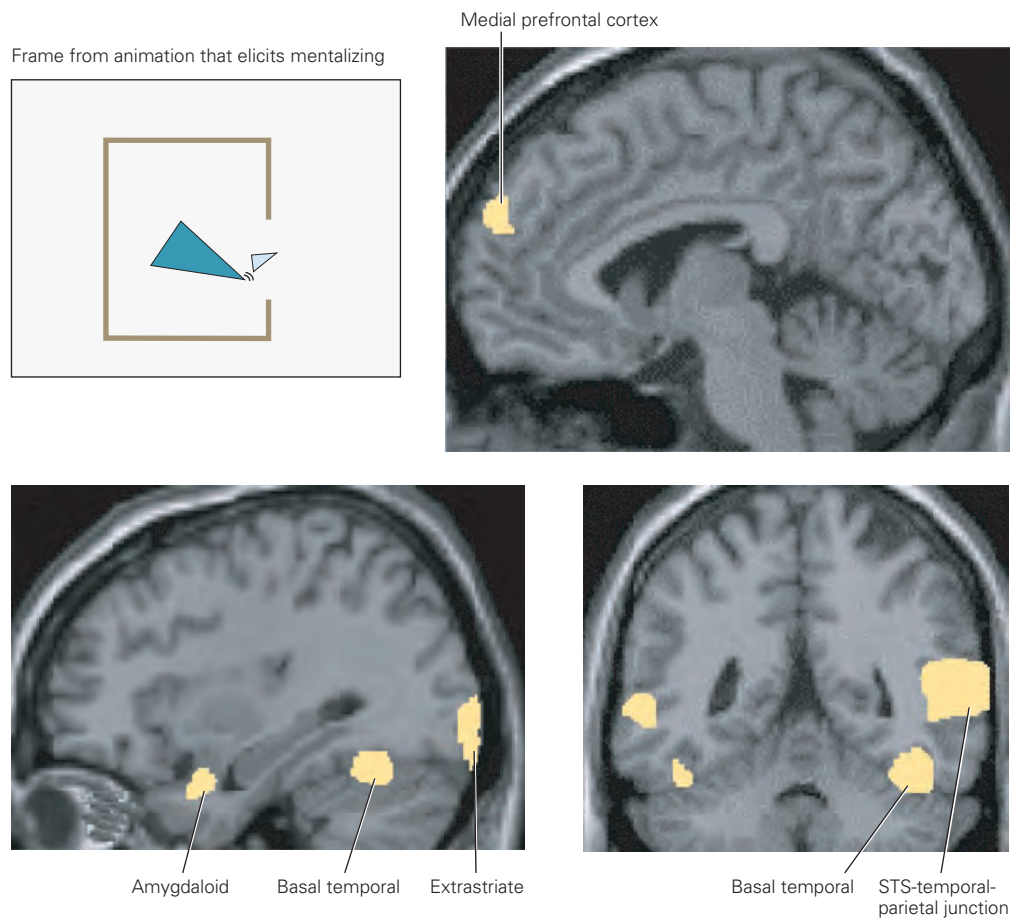 Medial prefrontal cortex
Frame from animation that elicits mentalizing
Amygdaloid
Basal temporal
Extrastriate
Basal temporal
STS-temporal-
parietal junction